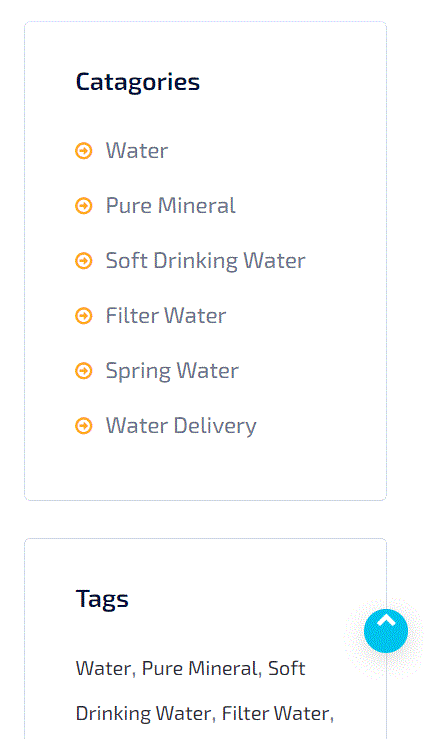 Catagories
Water
Pure Mineral
Soft Drinking Water
Filter Water
Spring Water
Water Delivery
Tags
Water, Pure Mineral, Soft
Drinking Water, Filter Water,